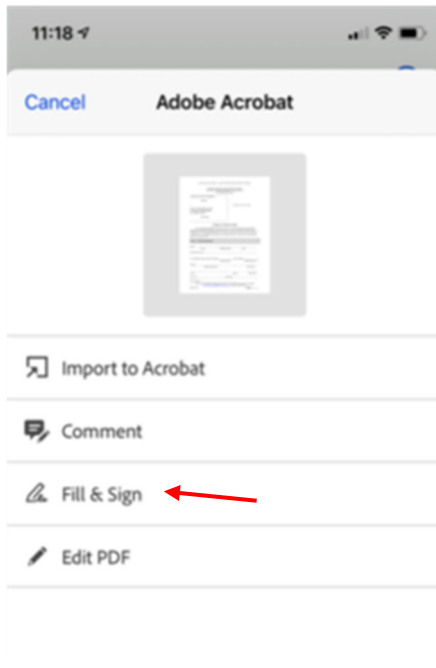 11:18
Cancel
Adobe Acrobat
Import to Acrobat
Comment
Fill & Sign
Edit PDF